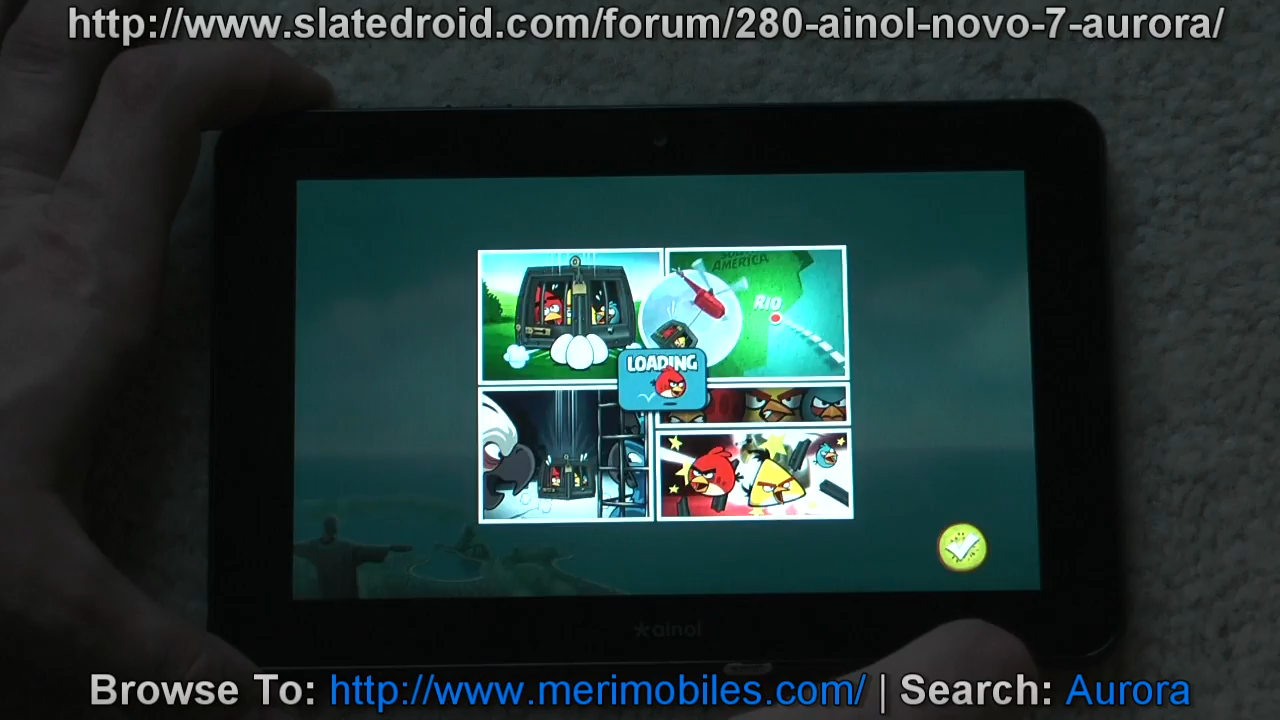 http://www.slatedroid.com/forum/280-ainol-novo-7-aurora/
SOUTH
AMERICA
RIO
LOADING
ainol
Browse To: http://www.merimobiles.com/ | Search: Aurora